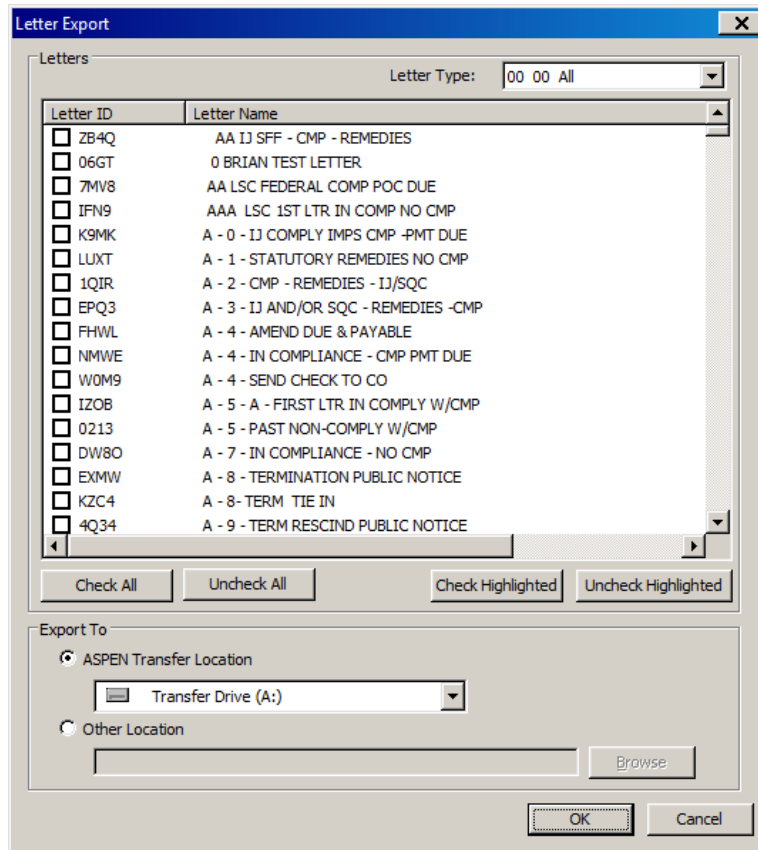 Letter Export
Letters
Letter Type: 00 00 All
Letter ID Letter Name
ZB4Q AA IJ SFF - CMP - REMEDIES
06GT 0 BRIAN TEST LETTER
7MV8 AA LSC FEDERAL COMP POC DUE
IFN9 AAA LSC 1ST LTR IN COMP NO CMP
K9MK A - 0 - IJ COMPLY IMPS CMP -PMT DUE
LUXT A - 1 - STATUTORY REMEDIES NO CMP
1QIR A - 2 - CMP - REMEDIES - IJ/SQC
EPQ3 A - 3 - IJ AND/OR SQC - REMEDIES -CMP
FHWL A - 4 - AMEND DUE & PAYABLE
NMWE A - 4 - IN COMPLIANCE - CMP PMT DUE
W0M9 A - 4 - SEND CHECK TO CO
IZOB A - 5 - A - FIRST LTR IN COMPLY W/CMP
0213 A - 5 - PAST NON-COMPLY W/CMP
DW8O A - 7 - IN COMPLIANCE - NO CMP
EXMW A - 8 - TERMINATION PUBLIC NOTICE
KZC4 A - 8- TERM TIE IN
4Q34 A - 9 - TERM RESCIND PUBLIC NOTICE
Check All Uncheck All Check Highlighted Uncheck Highlighted
Export To
ASPEN Transfer Location
Transfer Drive (A:)
Other Location
Browse
OK Cancel